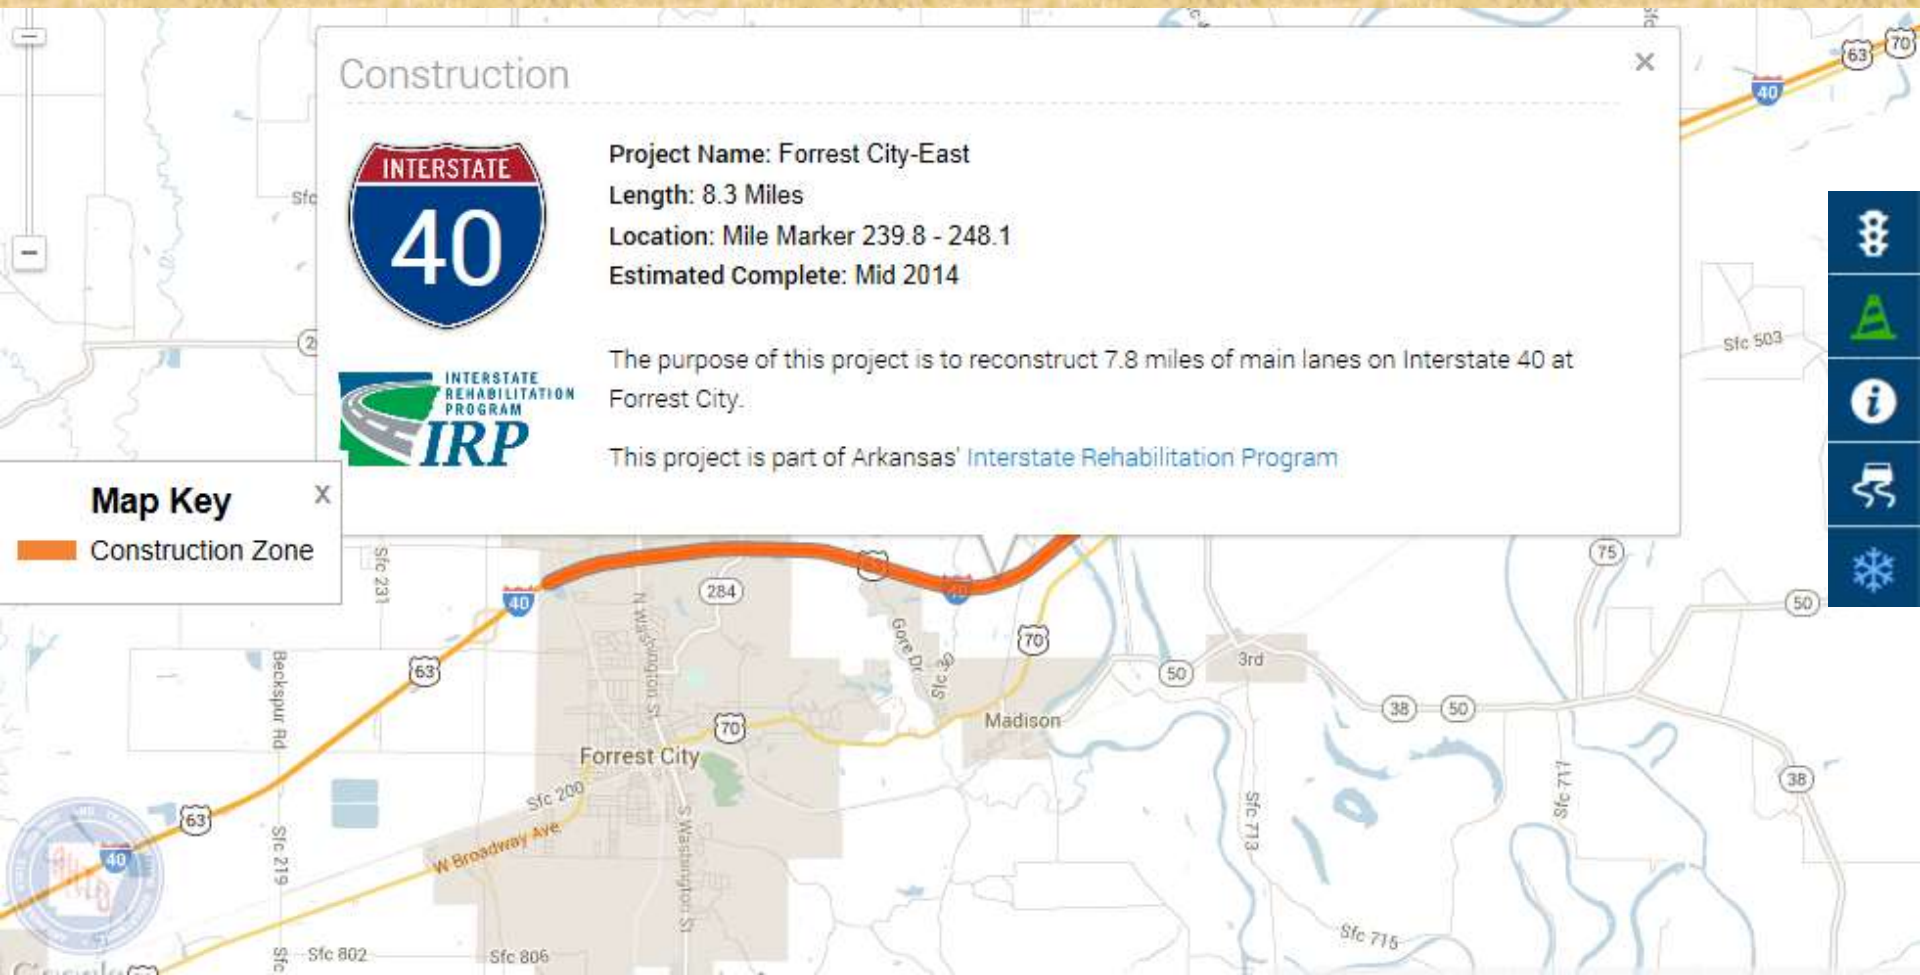 63
70
40
Construction
×
INTERSTATE
40
Project Name: Forrest City-East
Length: 8.3 Miles
Location: Mile Marker 239.8 - 248.1
Estimated Complete: Mid 2014
The purpose of this project is to reconstruct 7.8 miles of main lanes on Interstate 40 at
Forrest City.
INTERSTATE
REHABILITATION
PROGRAM
IRP
This project is part of Arkansas' Interstate Rehabilitation Program
Sfc 503
Map Key
X
Construction Zone
Sfc 231
40
284
75
50
N Washington St
Gore Dr
Sfc 30
70
50
3rd
63
Beckspur Rd
38
50
70
Madison
Forrest City
Sfc 200
38
Sfc 717
Sfc 713
63
W Broadway Ave
S Washington St
Sfc 219
40
Sfc 715
Sfc 802
Sfc 806
Sfc